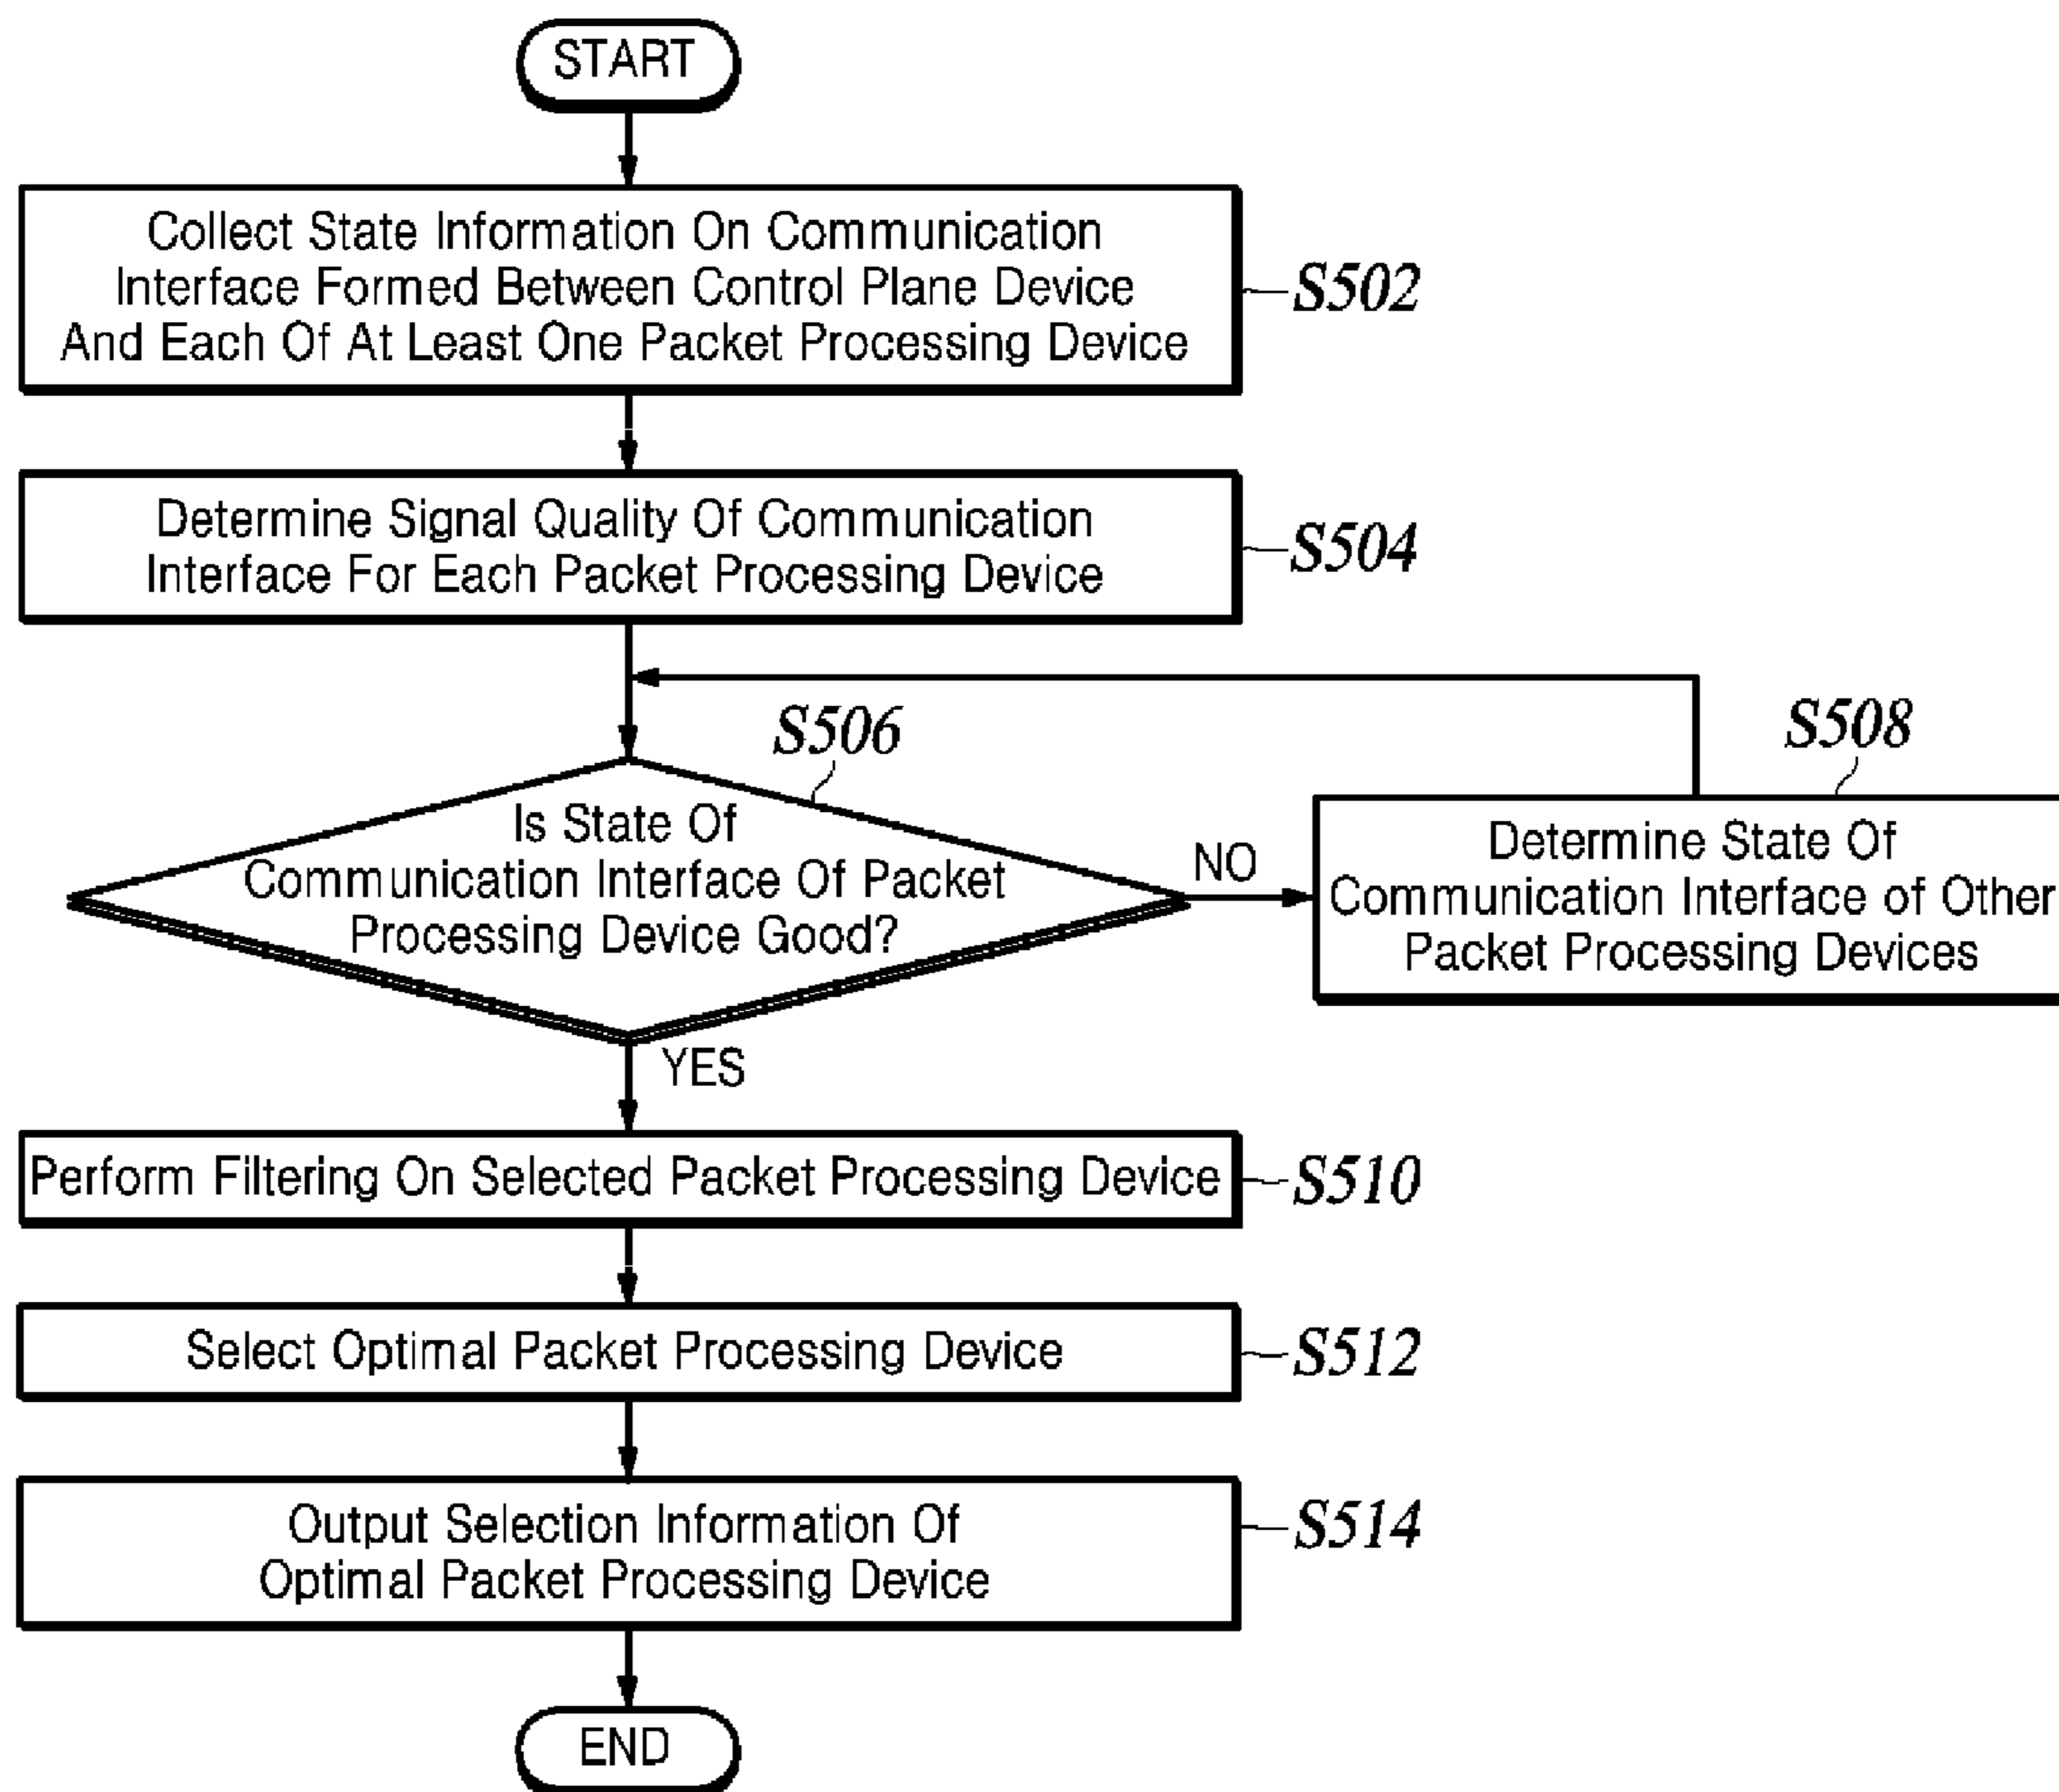 START
Collect State Information On Communication
Interface Formed Between Control Plane Device
And Each Of At Least One Packet Processing Device
S502
Determine Signal Quality Of Communication
Interface For Each Packet Processing Device
S504
S506
Is State Of
Communication Interface Of Packet
Processing Device Good?
NO
S508
Determine State Of
Communication Interface of Other
Packet Processing Devices
YES
Perform Filtering On Selected Packet Processing Device
S510
Select Optimal Packet Processing Device
S512
Output Selection Information Of
Optimal Packet Processing Device
S514
END